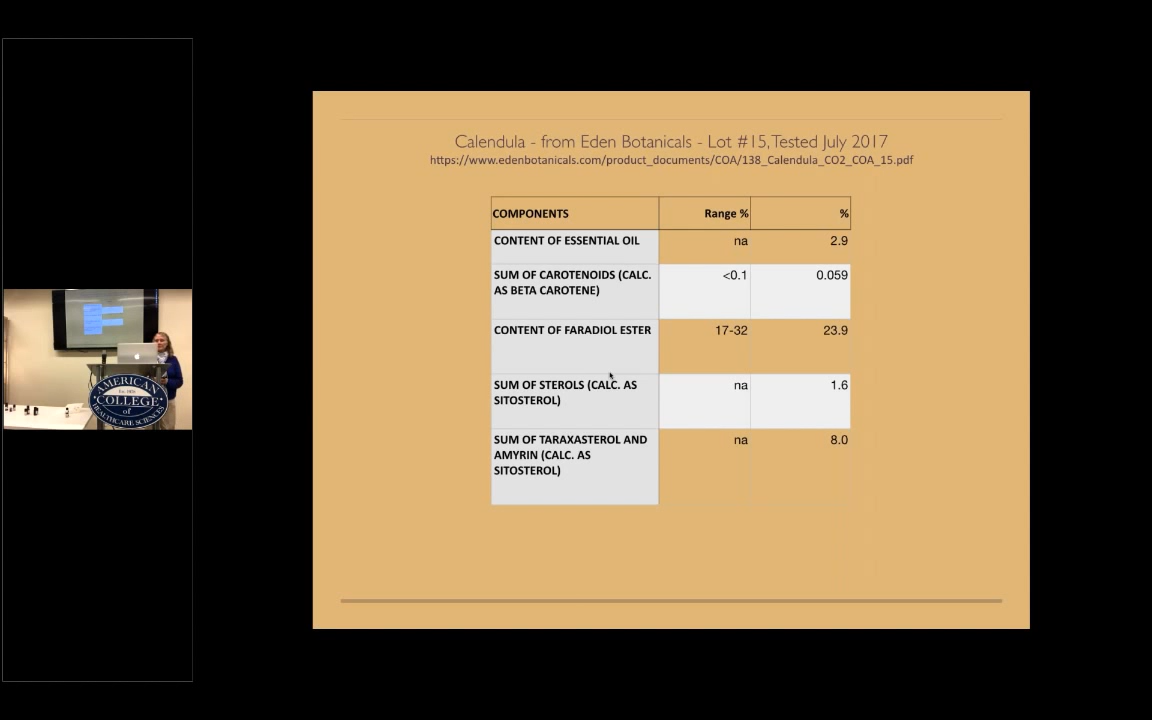 Calendula - from Eden Botanicals - Lot #15, Tested July 2017
https://www.edenbotanicals.com/product_documents/COA/138_Calendula_CO2_COA_15.pdf
COMPONENTS Range % %
CONTENT OF ESSENTIAL OIL na 2.9
SUM OF CAROTENOIDS (CALC. <0.1 0.059
AS BETA CAROTENE)
CONTENT OF FARADIOL ESTER 17-32 23.9
SUM OF STEROLS (CALC. AS na 1.6
SITOSTEROL)
SUM OF TARAXASTEROL AND na 8.0
AMYRIN (CALC. AS
SITOSTEROL)
AMERICAN
Est. 1978
COLLEGE
of
HEALTHCARE SCIENCES